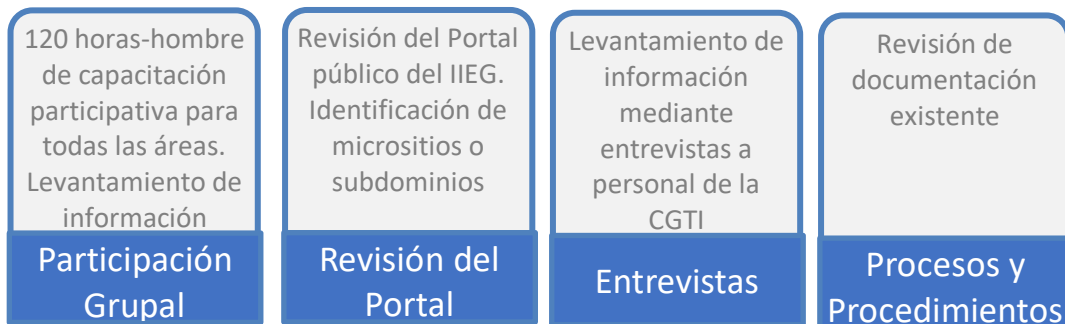 120 horas-hombre
de capacitación
participativa para
todas las áreas.
Levantamiento de
información
Participación
Grupal
Revisión del Portal
público del IIEG.
Identificación de
micrositios o
subdominios
Revisión del
Portal
Levantamiento de
información
mediante
entrevistas a
personal de la
CGTI
Entrevistas
Revisión de
documentación
existente
Procesos y
Procedimientos